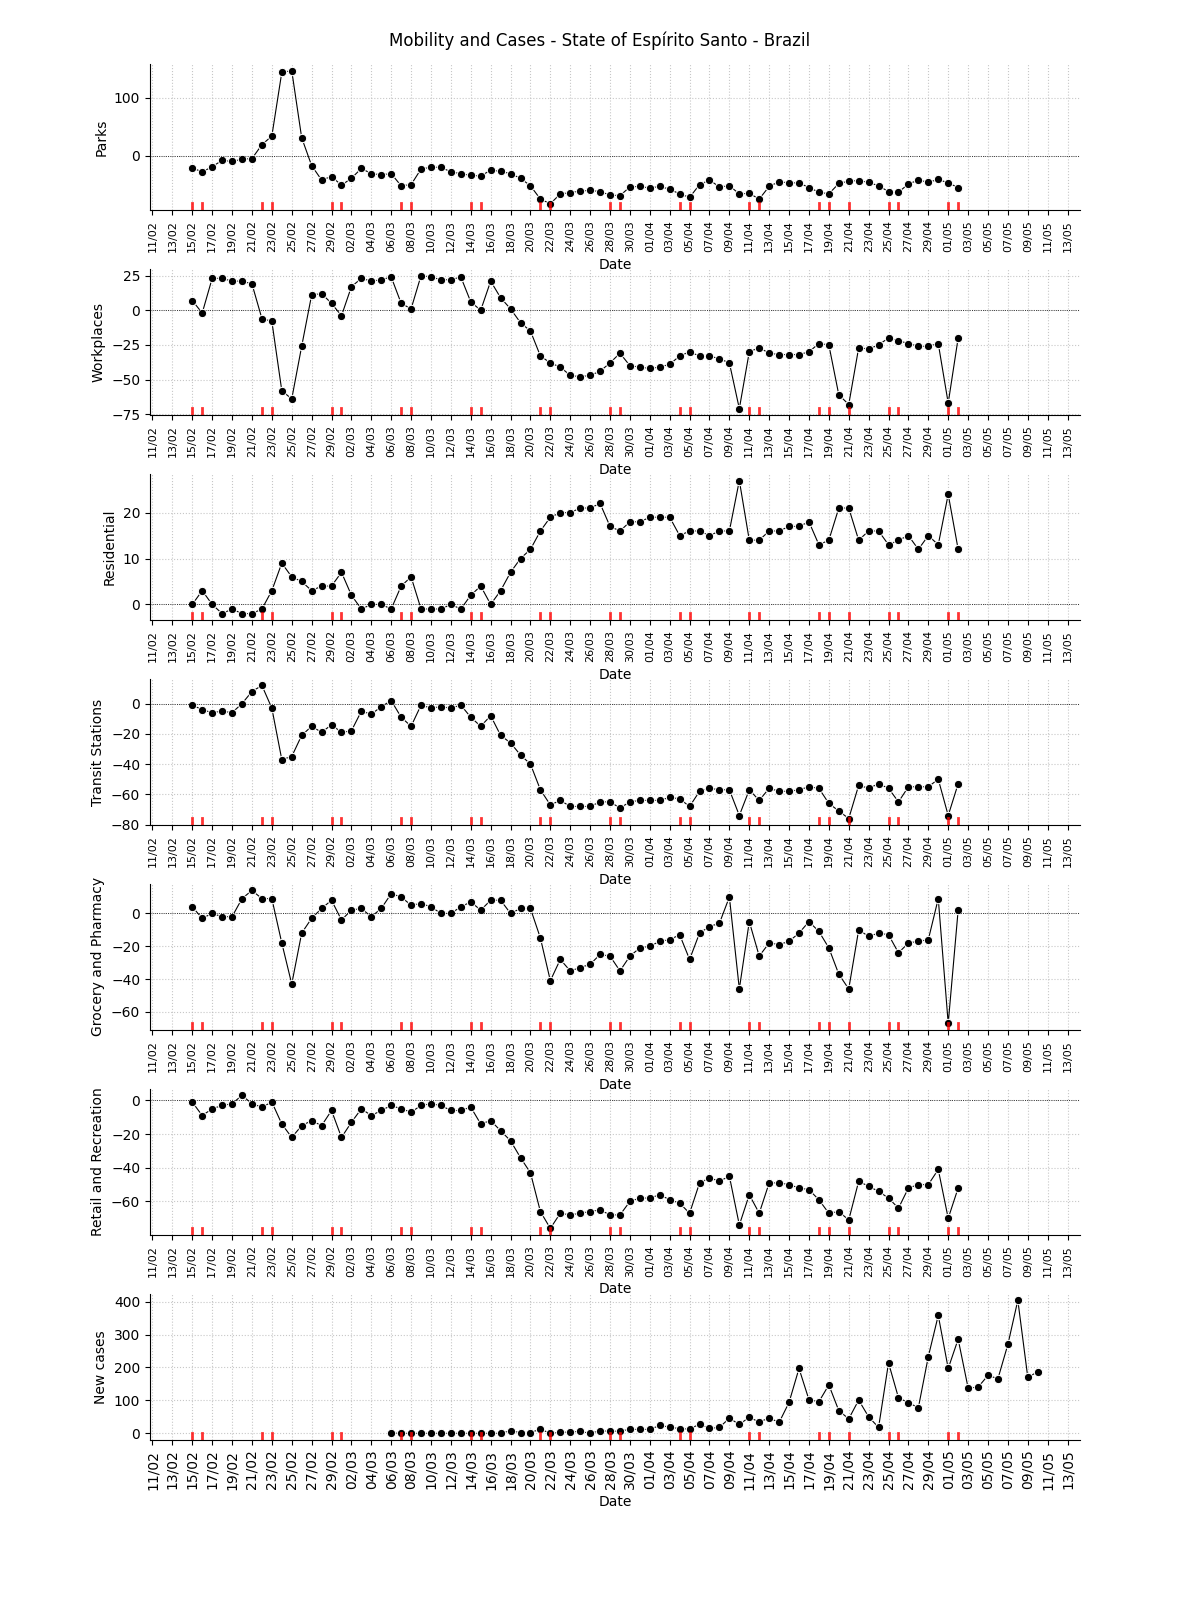 Mobility and Cases - State of Espírito Santo - Brazil
Parks
100
0
11/02 13/02 15/02 17/02 19/02 21/02 23/02 25/02 27/02 29/02 02/03 04/03 06/03 08/03 10/03 12/03 14/03 16/03 18/03 20/03 22/03 24/03 26/03 28/03 30/03 01/04 03/04 05/04 07/04 09/04 11/04 13/04 15/04 17/04 19/04 21/04 23/04 25/04 27/04 29/04 01/05 03/05 05/05 07/05 09/05 11/05 13/05
Date
Workplaces
25
0
−25
−50
−75
11/02 13/02 15/02 17/02 19/02 21/02 23/02 25/02 27/02 29/02 02/03 04/03 06/03 08/03 10/03 12/03 14/03 16/03 18/03 20/03 22/03 24/03 26/03 28/03 30/03 01/04 03/04 05/04 07/04 09/04 11/04 13/04 15/04 17/04 19/04 21/04 23/04 25/04 27/04 29/04 01/05 03/05 05/05 07/05 09/05 11/05 13/05
Date
Residential
20
10
0
11/02 13/02 15/02 17/02 19/02 21/02 23/02 25/02 27/02 29/02 02/03 04/03 06/03 08/03 10/03 12/03 14/03 16/03 18/03 20/03 22/03 24/03 26/03 28/03 30/03 01/04 03/04 05/04 07/04 09/04 11/04 13/04 15/04 17/04 19/04 21/04 23/04 25/04 27/04 29/04 01/05 03/05 05/05 07/05 09/05 11/05 13/05
Date
Transit Stations
0
−20
−40
−60
−80
11/02 13/02 15/02 17/02 19/02 21/02 23/02 25/02 27/02 29/02 02/03 04/03 06/03 08/03 10/03 12/03 14/03 16/03 18/03 20/03 22/03 24/03 26/03 28/03 30/03 01/04 03/04 05/04 07/04 09/04 11/04 13/04 15/04 17/04 19/04 21/04 23/04 25/04 27/04 29/04 01/05 03/05 05/05 07/05 09/05 11/05 13/05
Date
Grocery and Pharmacy
0
−20
−40
−60
11/02 13/02 15/02 17/02 19/02 21/02 23/02 25/02 27/02 29/02 02/03 04/03 06/03 08/03 10/03 12/03 14/03 16/03 18/03 20/03 22/03 24/03 26/03 28/03 30/03 01/04 03/04 05/04 07/04 09/04 11/04 13/04 15/04 17/04 19/04 21/04 23/04 25/04 27/04 29/04 01/05 03/05 05/05 07/05 09/05 11/05 13/05
Date
Retail and Recreation
0
−20
−40
−60
11/02 13/02 15/02 17/02 19/02 21/02 23/02 25/02 27/02 29/02 02/03 04/03 06/03 08/03 10/03 12/03 14/03 16/03 18/03 20/03 22/03 24/03 26/03 28/03 30/03 01/04 03/04 05/04 07/04 09/04 11/04 13/04 15/04 17/04 19/04 21/04 23/04 25/04 27/04 29/04 01/05 03/05 05/05 07/05 09/05 11/05 13/05
Date
New cases
400
300
200
100
0
11/02 13/02 15/02 17/02 19/02 21/02 23/02 25/02 27/02 29/02 02/03 04/03 06/03 08/03 10/03 12/03 14/03 16/03 18/03 20/03 22/03 24/03 26/03 28/03 30/03 01/04 03/04 05/04 07/04 09/04 11/04 13/04 15/04 17/04 19/04 21/04 23/04 25/04 27/04 29/04 01/05 03/05 05/05 07/05 09/05 11/05 13/05
Date